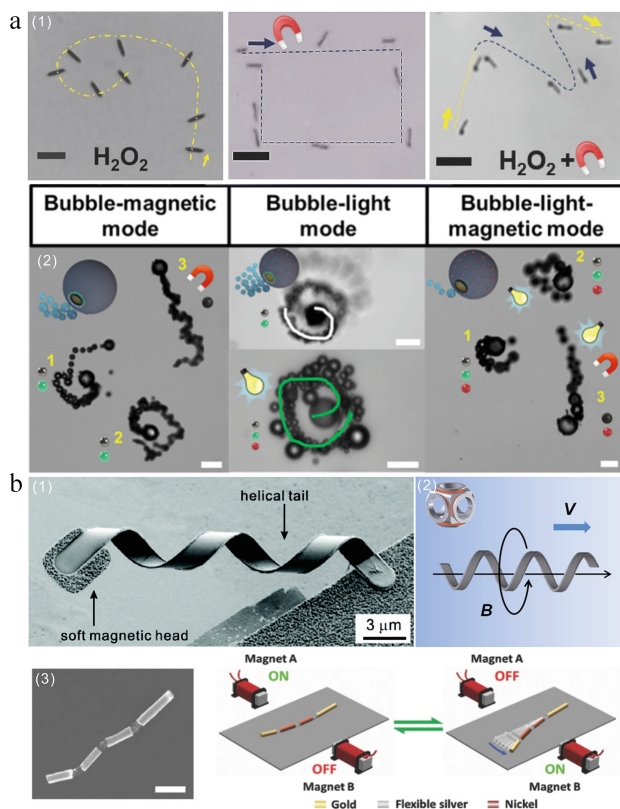 a
(1)
H₂O₂
H₂O₂ +
Bubble-magnetic
mode
Bubble-light
mode
Bubble-light-
magnetic mode
(2)
3
1
2
2
1
3
b
(1)
helical tail
soft magnetic head
3 μm
(2)
V
B
(3)
Magnet A
ON
OFF
Magnet B
Magnet A
OFF
ON
Magnet B
Gold
Flexible silver
Nickel